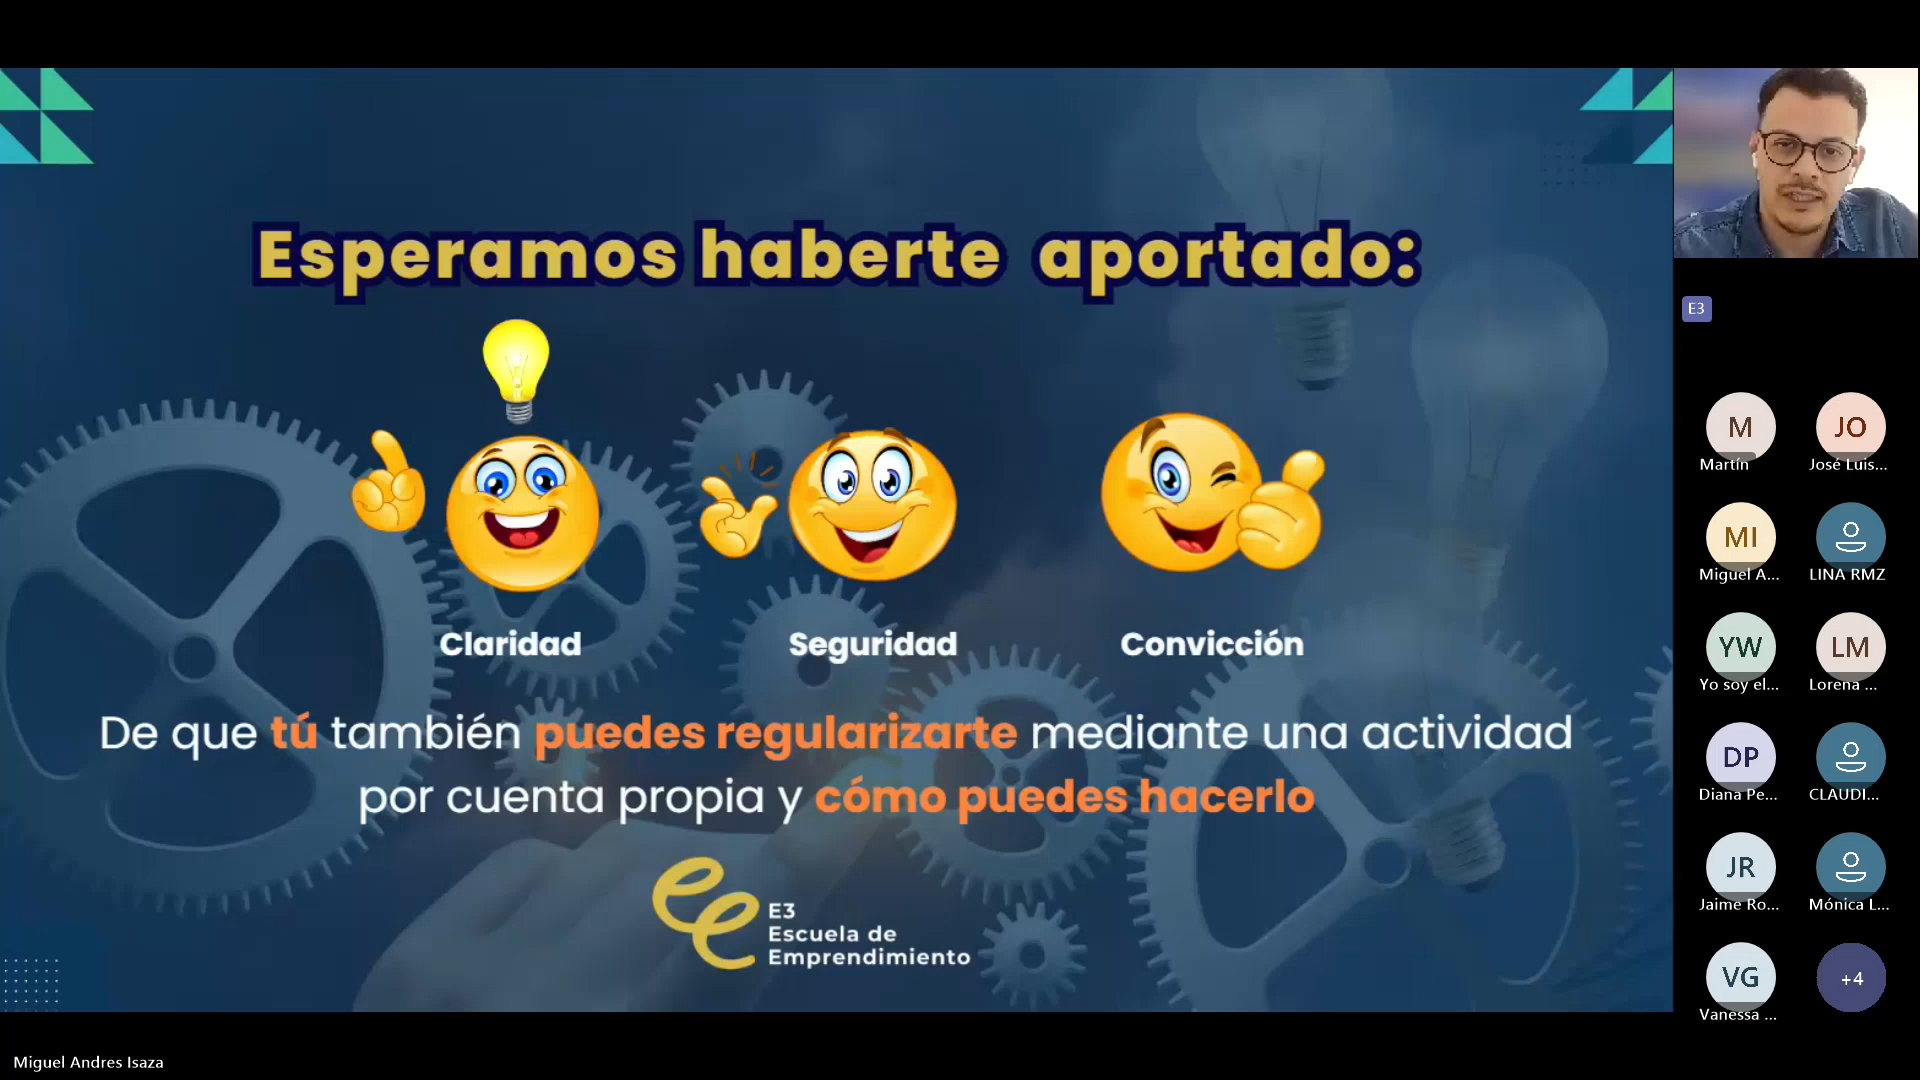 Esperamos haberte aportado:
Claridad
Seguridad
Convicción
De que tú también puedes regularizarte mediante una actividad
por cuenta propia y cómo puedes hacerlo
E3
Escuela de
Emprendimiento
E3
M
JO
Martín
José Luis...
MI
Miguel A...
LINA RMZ
YW
LM
Yo soy el...
Lorena ...
DP
Diana Pe...
CLAUDI...
JR
Jaime Ro...
Mónica L...
VG
+4
Vanessa ...
Miguel Andres Isaza